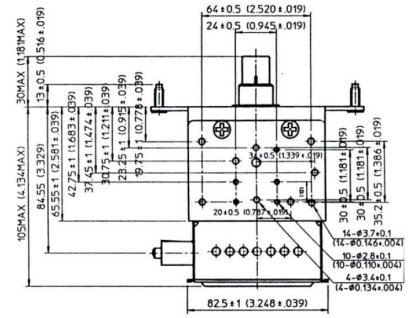 64±0.5 (2.520±.019)
24±0.5 (0.945±.019)
30MAX (1,181MAX)
13±0.5 (0.516±.019)
105MAX (4.134MAX)
84.55 (3.329)
65.55±1 (2.581±.039)
42.75±1 (1.683±.039)
37.45±1 (1,474±.039)
30.75±1 (1.211±.039)
23.25±1 (0.915±.039)
19.75±1 (0.778±.039)
34±0.5 (1.339±.019)
20±0.5 (0.787±.019)
B
30±0.5 (1.181±.019)
30±0.5 (1.181±.019)
35.2±0.5 (1.386±.019)
14-Ø3.7±0.1
(14-Ø0.146±.004)
10-Ø2.8±0.1
(10-Ø0.110±.004)
4-Ø3.4±0.1
(4-Ø0.134±.004)
82.5±1 (3.248±.039)